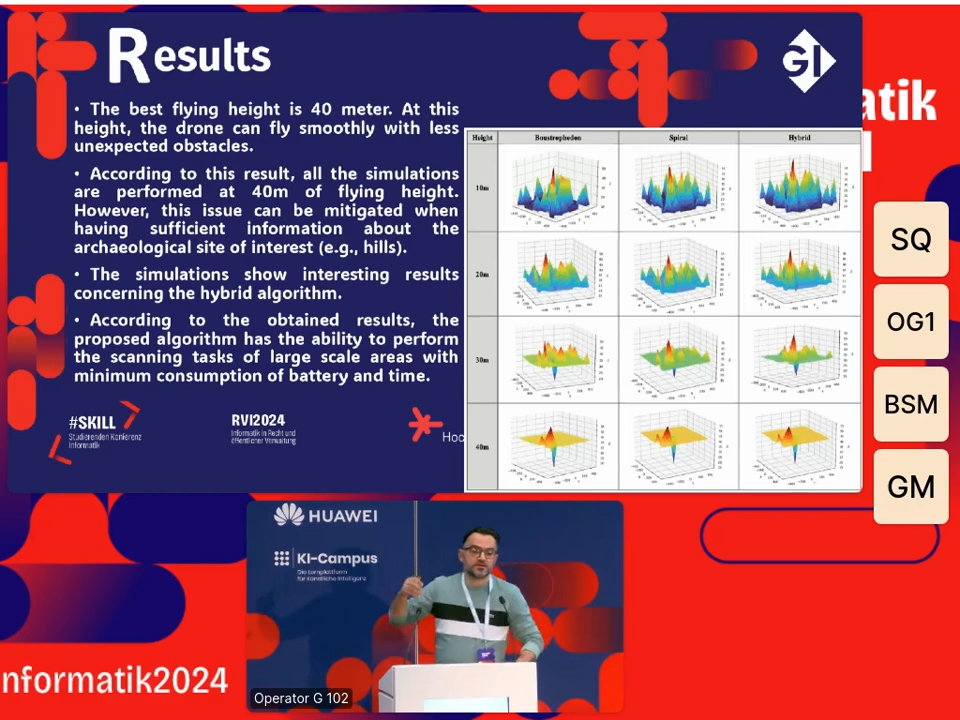 Results
GI
• The best flying height is 40 meter. At this
height, the drone can fly smoothly with less
unexpected obstacles.
• According to this result, all the simulations
are performed at 40m of flying height.
However, this issue can be mitigated when
having sufficient information about the
archaeological site of interest (e.g., hills).
• The simulations show interesting results
concerning the hybrid algorithm.
• According to the obtained results, the
proposed algorithm has the ability to perform
the scanning tasks of large scale areas with
minimum consumption of battery and time.
Height Boustrophedon Spiral Hybrid
10m
20m
30m
40m
#SKILL
Studierenden Konferenz
Informatik
RVI2024
Informatik in Recht und
öffentlicher Verwaltung
Hoc
atik
SQ
OG1
BSM
GM
HUAWEI
KI-Campus
Die Lernplattform
für Künstliche Intelligenz
Operator G 102
nformatik2024